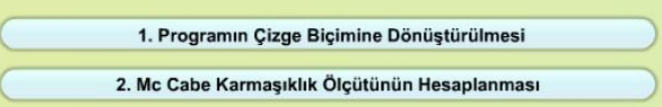 1. Programın Çizge Biçimine Dönüştürülmesi
2. Mc Cabe Karmaşıklık Ölçütünün Hesaplanması